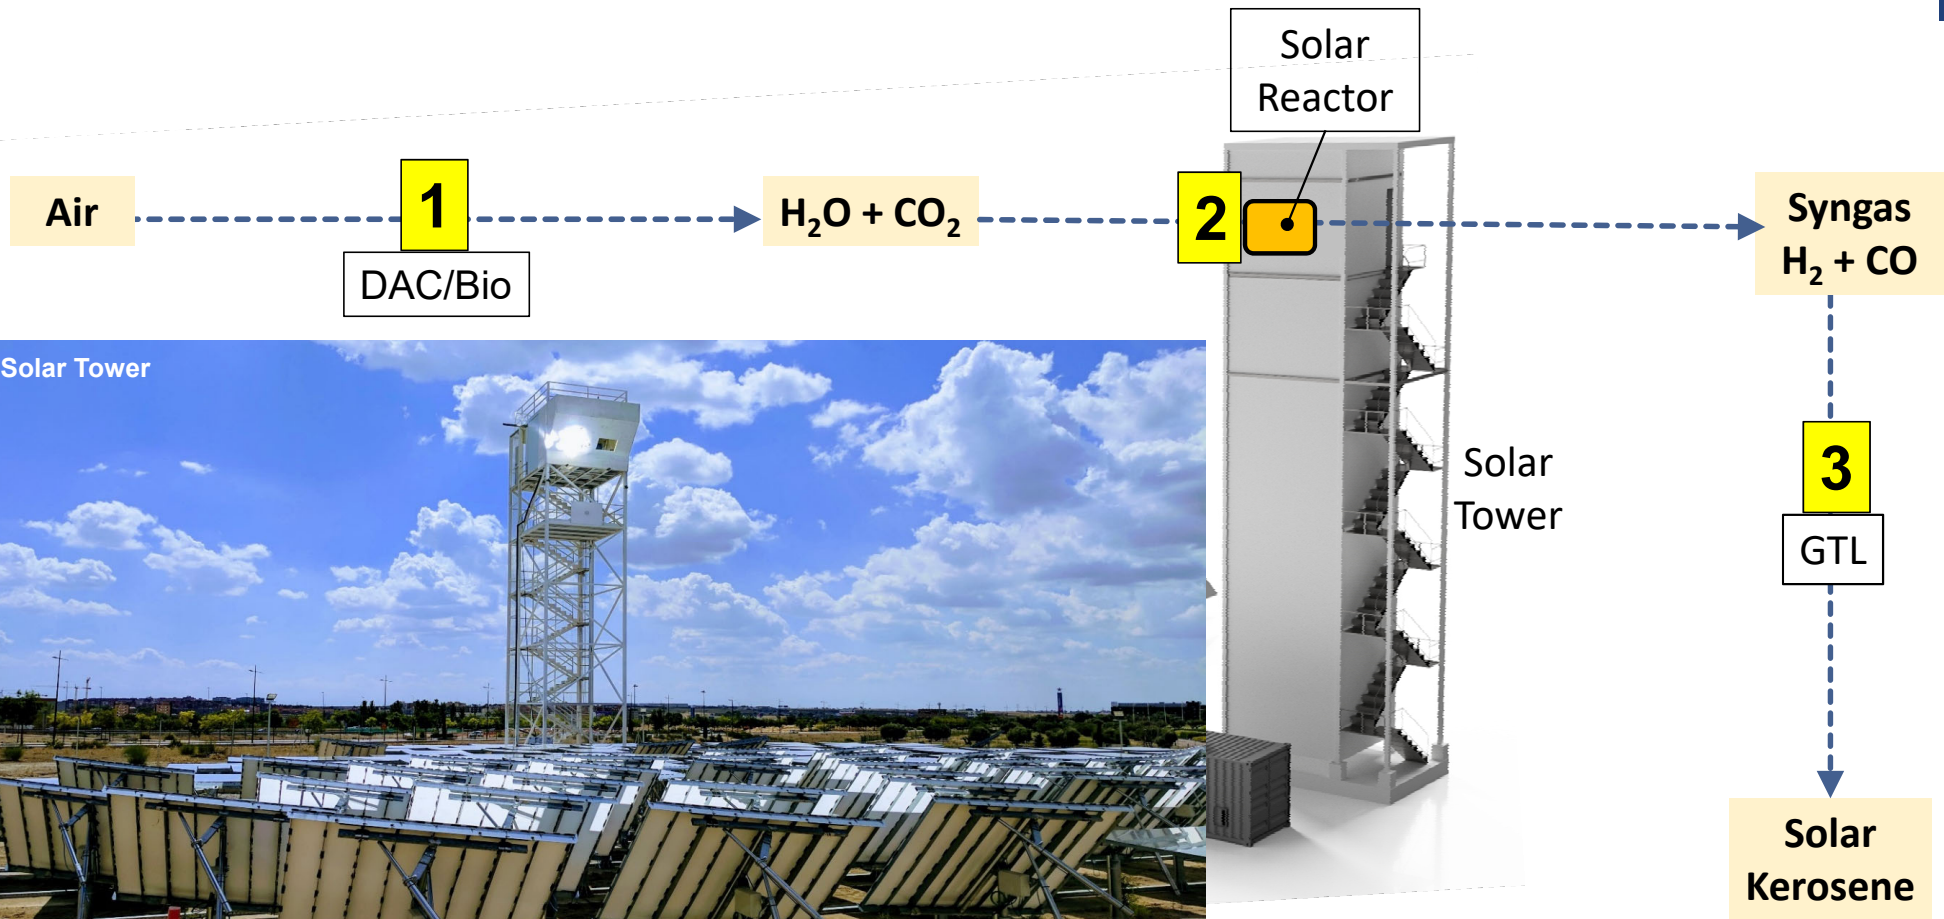 Solar
Reactor
Air
1
DAC/Bio
H₂O + CO₂
2
Syngas
H₂ + CO
Solar Tower
Solar
Tower
3
GTL
Solar
Kerosene